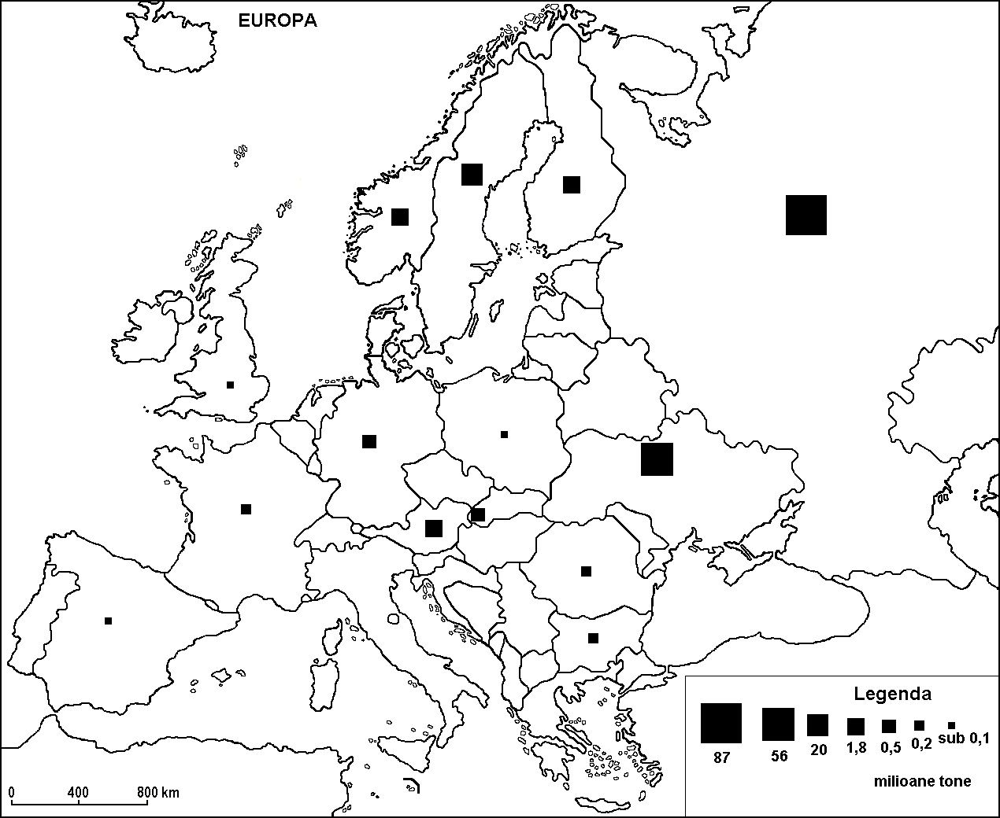 EUROPA
Legenda
87 56 20 1,8 0,5 0,2 sub 0,1
milioane tone
0 400 800 km